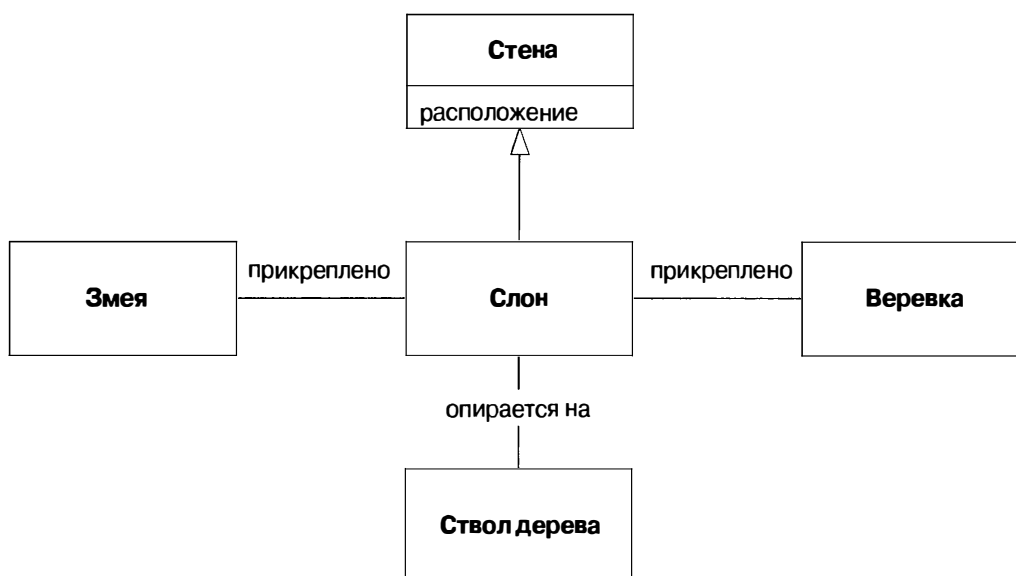 Стена
расположение
прикреплено
прикреплено
Змея
Слон
Веревка
опирается на
Ствол дерева